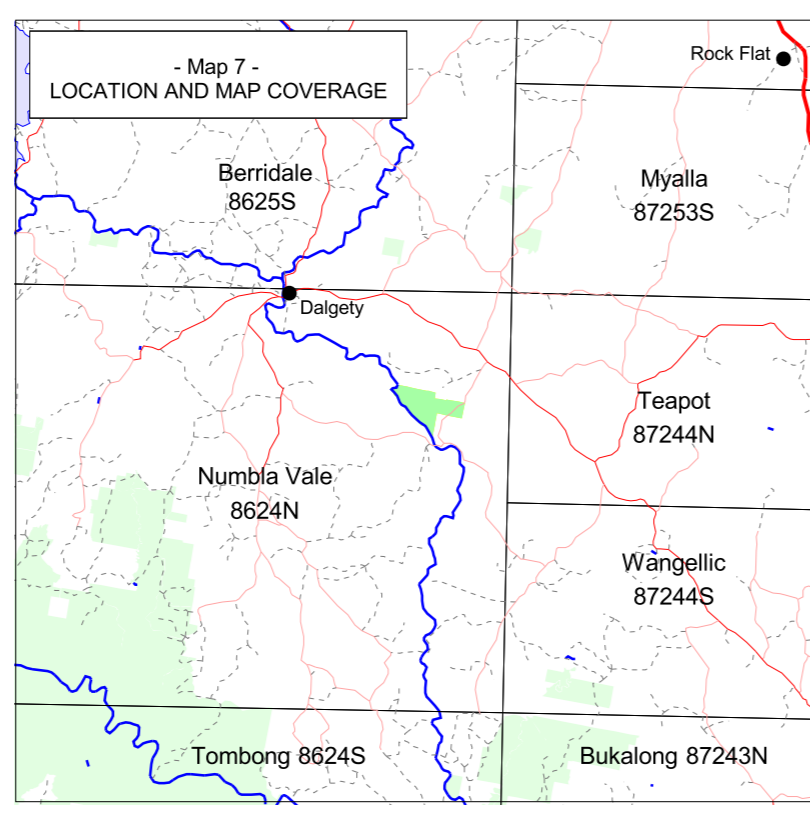 - Map 7 -
LOCATION AND MAP COVERAGE
Rock Flat
Berridale
8625S
Myalla
87253S
Dalgety
Teapot
87244N
Numbla Vale
8624N
Wangellic
87244S
Tombong 8624S
Bukalong 87243N